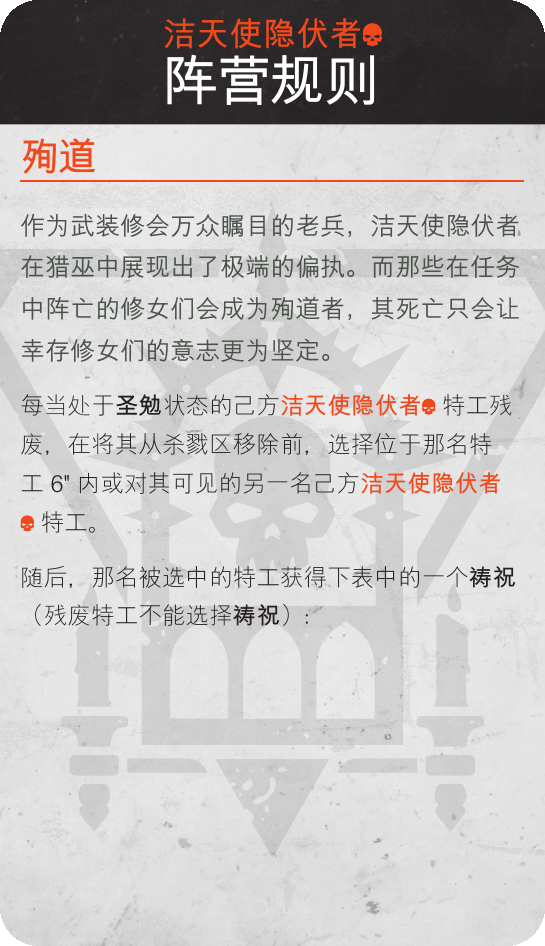 洁天使隐伏者
阵营规则
殉道
作为武装修会万众瞩目的老兵，洁天使隐伏者
在猎巫中展现出了极端的偏执。而那些在任务
中阵亡的修女们会成为殉道者，其死亡只会让
幸存修女们的意志更为坚定。
每当处于圣勉状态的己方洁天使隐伏者 特工残
废，在将其从杀戮区移除前，选择位于那名特
工 6" 内或对其可见的另一名己方洁天使隐伏者
特工。
随后，那名被选中的特工获得下表中的一个祷祝
（残废特工不能选择祷祝）: